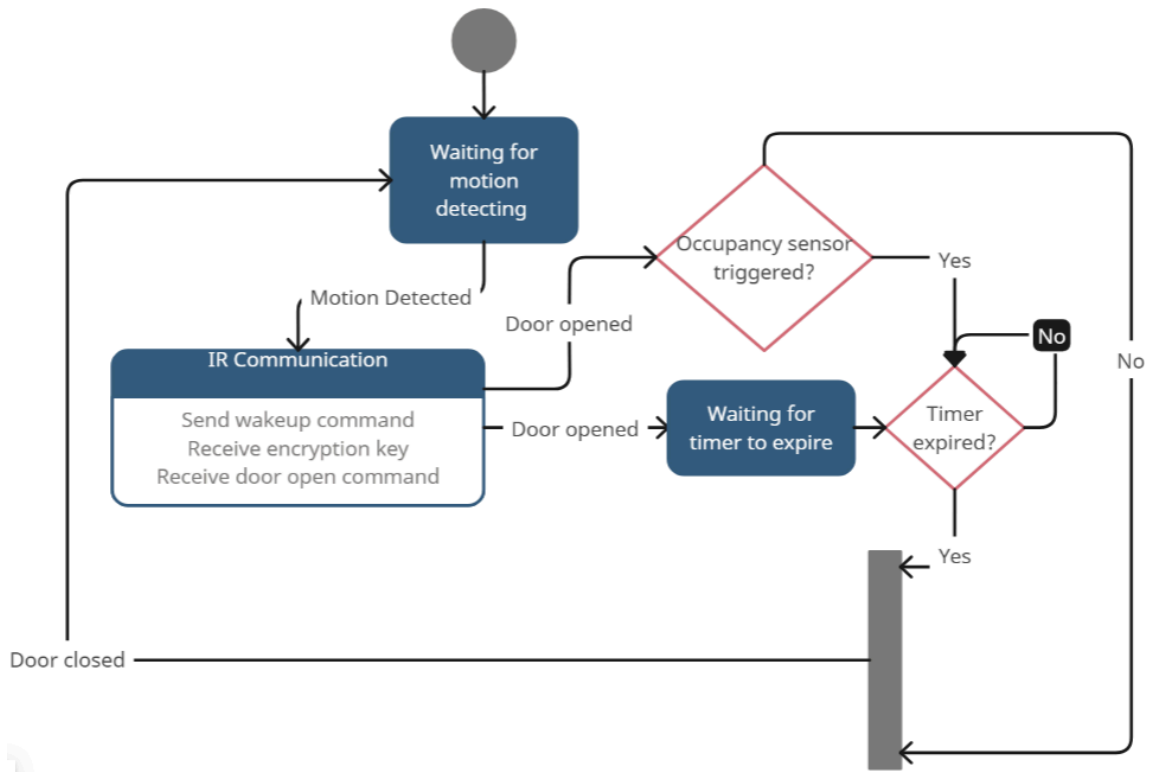 Waiting for
motion
detecting
Occupancy sensor
triggered?
Yes
Motion Detected
Door opened
No
No
IR Communication
Send wakeup command
Receive encryption key
Receive door open command
Door opened
Waiting for
timer to expire
Timer
expired?
Yes
Door closed